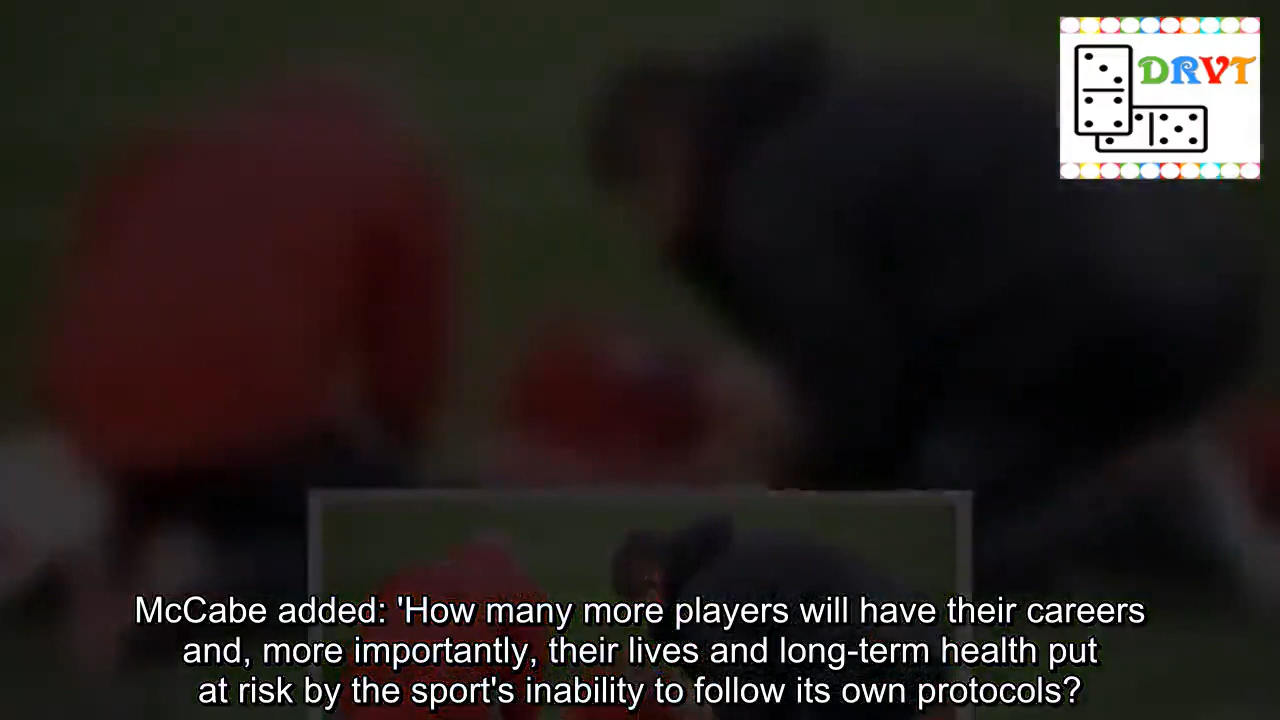 DRVT
McCabe added: 'How many more players will have their careers
and, more importantly, their lives and long-term health put
at risk by the sport's inability to follow its own protocols?